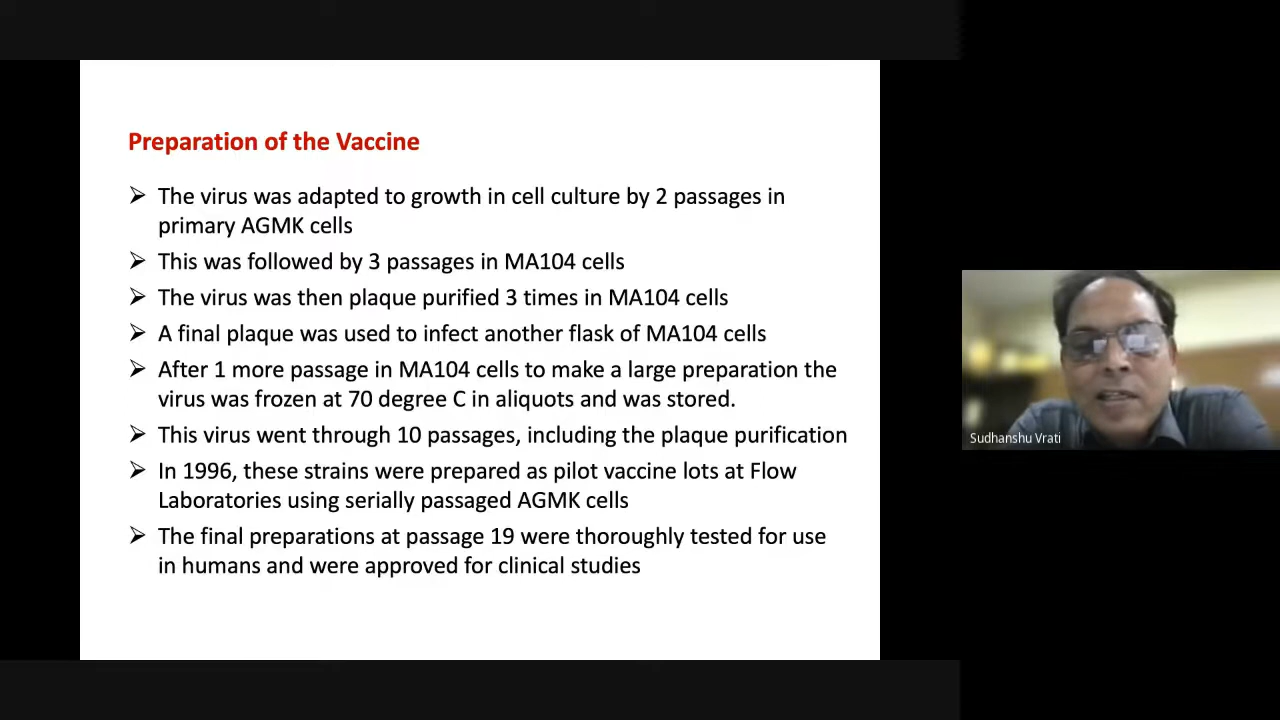 Preparation of the Vaccine
➢ The virus was adapted to growth in cell culture by 2 passages in
primary AGMK cells
➢ This was followed by 3 passages in MA104 cells
➢ The virus was then plaque purified 3 times in MA104 cells
➢ A final plaque was used to infect another flask of MA104 cells
➢ After 1 more passage in MA104 cells to make a large preparation the
virus was frozen at 70 degree C in aliquots and was stored.
➢ This virus went through 10 passages, including the plaque purification
➢ In 1996, these strains were prepared as pilot vaccine lots at Flow
Laboratories using serially passaged AGMK cells
➢ The final preparations at passage 19 were thoroughly tested for use
in humans and were approved for clinical studies
Sudhanshu Vrati